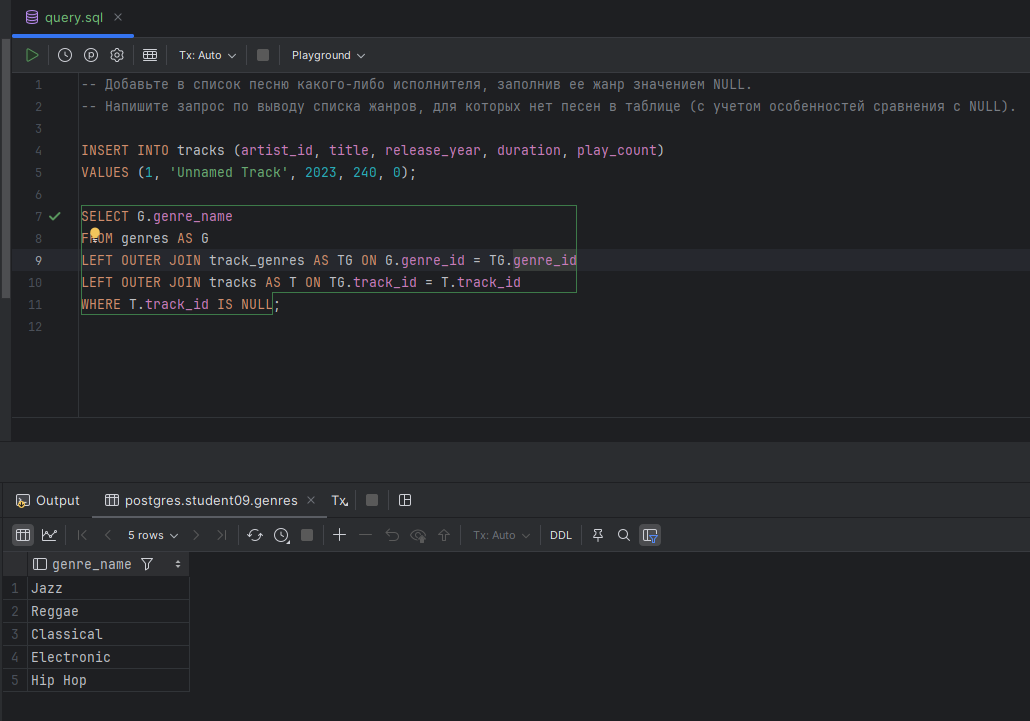 query.sql
Tx: Auto
Playground
1 -- Добавьте в список песню какого-либо исполнителя, заполнив ее жанр значением NULL.
2 -- Напишите запрос по выводу списка жанров, для которых нет песен в таблице (с учетом особенностей сравнения с NULL).
3
4 INSERT INTO tracks (artist_id, title, release_year, duration, play_count)
5 VALUES (1, 'Unnamed Track', 2023, 240, 0);
6
7 SELECT G.genre_name
8 FROM genres AS G
9 LEFT OUTER JOIN track_genres AS TG ON G.genre_id = TG.genre_id
10 LEFT OUTER JOIN tracks AS T ON TG.track_id = T.track_id
11 WHERE T.track_id IS NULL;
12
Output
postgres.student09.genres
Tx
5 rows
Tx: Auto
DDL
genre_name
1 Jazz
2 Reggae
3 Classical
4 Electronic
5 Hip Hop